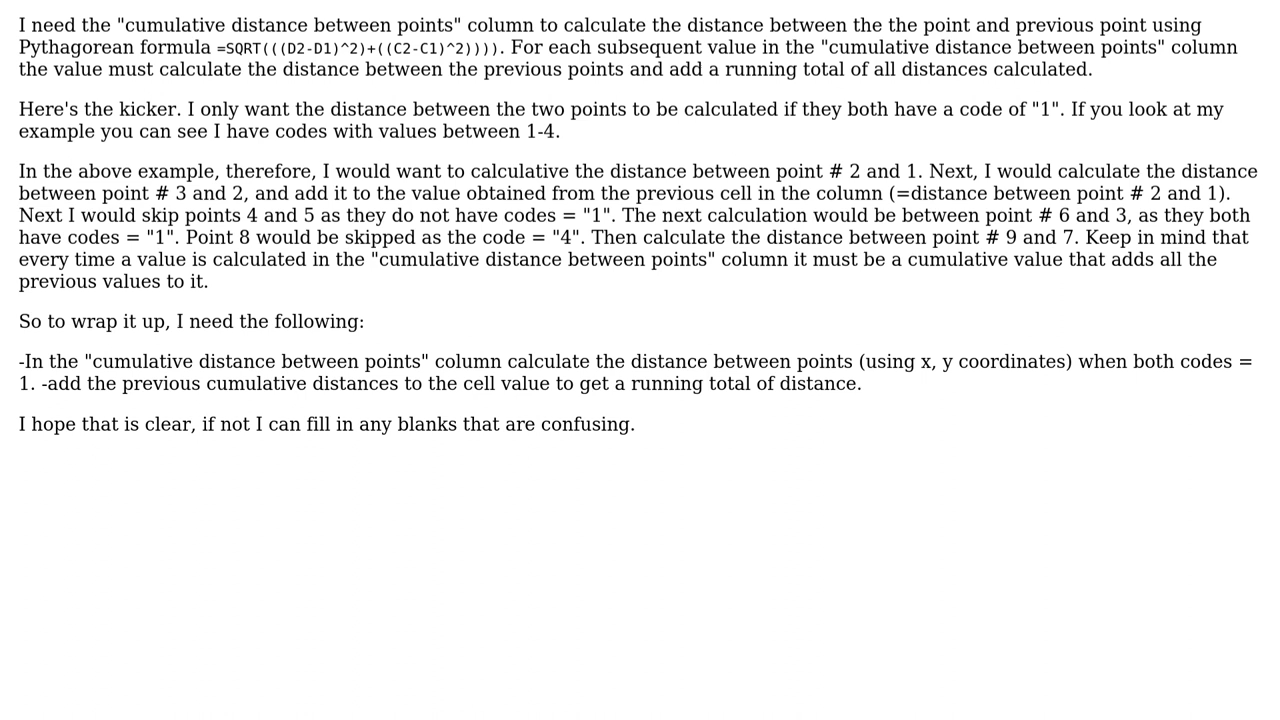 I need the "cumulative distance between points" column to calculate the distance between the the point and previous point using
Pythagorean formula =SQRT(((D2-D1)^2)+((C2-C1)^2)))). For each subsequent value in the "cumulative distance between points" column
the value must calculate the distance between the previous points and add a running total of all distances calculated.
Here's the kicker. I only want the distance between the two points to be calculated if they both have a code of "1". If you look at my
example you can see I have codes with values between 1-4.
In the above example, therefore, I would want to calculative the distance between point # 2 and 1. Next, I would calculate the distance
between point # 3 and 2, and add it to the value obtained from the previous cell in the column (=distance between point # 2 and 1).
Next I would skip points 4 and 5 as they do not have codes = "1". The next calculation would be between point # 6 and 3, as they both
have codes = "1". Point 8 would be skipped as the code = "4". Then calculate the distance between point # 9 and 7. Keep in mind that
every time a value is calculated in the "cumulative distance between points" column it must be a cumulative value that adds all the
previous values to it.
So to wrap it up, I need the following:
-In the "cumulative distance between points" column calculate the distance between points (using x, y coordinates) when both codes =
1. -add the previous cumulative distances to the cell value to get a running total of distance.
I hope that is clear, if not I can fill in any blanks that are confusing.